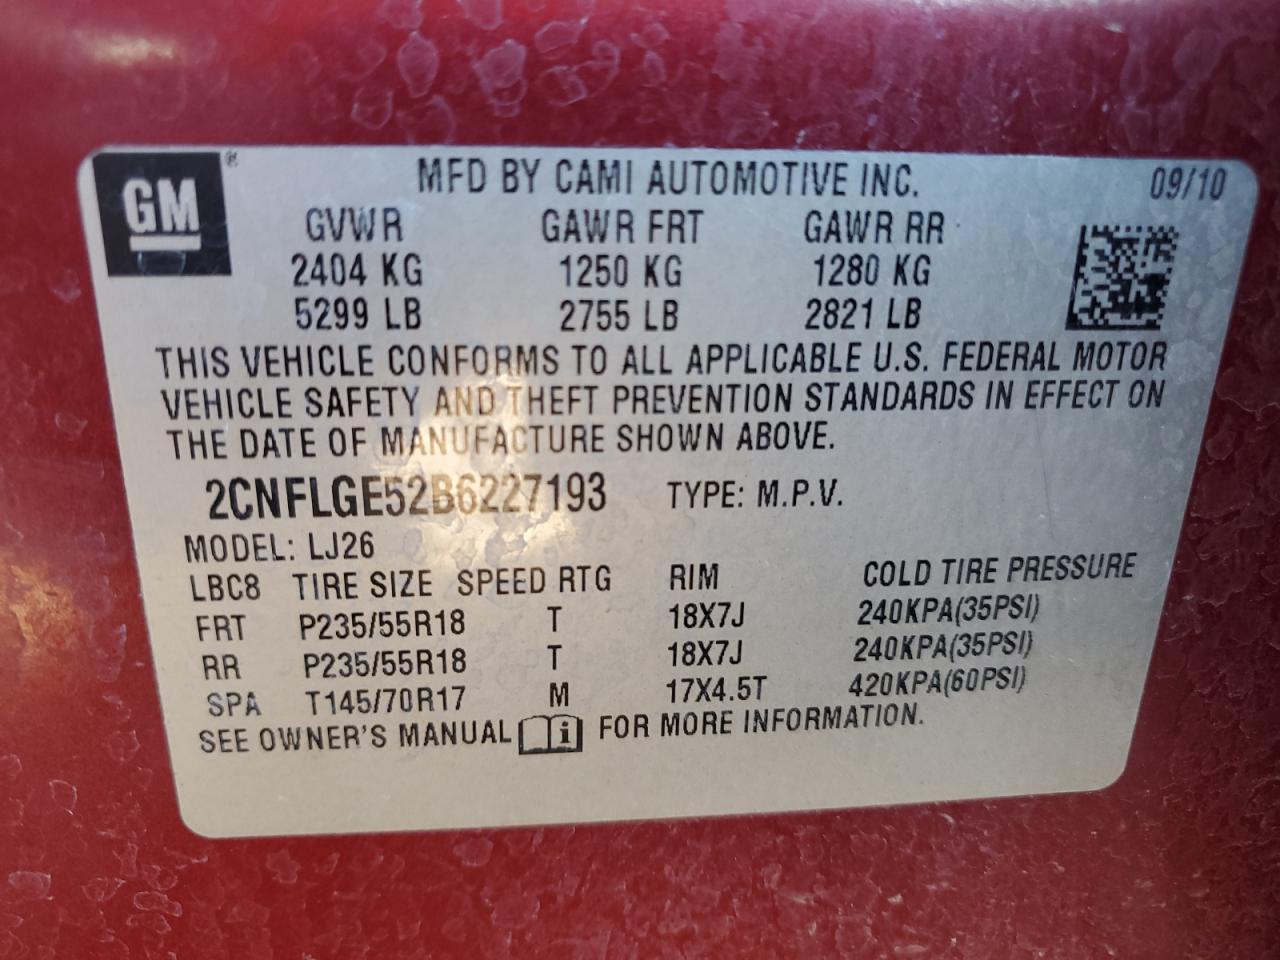 GM ® MFD BY CAMI AUTOMOTIVE INC. 09/10
GVWR GAWR FRT GAWR RR
2404 KG 1250 KG 1280 KG
5299 LB 2755 LB 2821 LB
THIS VEHICLE CONFORMS TO ALL APPLICABLE U.S. FEDERAL MOTOR
VEHICLE SAFETY AND THEFT PREVENTION STANDARDS IN EFFECT ON
THE DATE OF MANUFACTURE SHOWN ABOVE.
2CNFLGE52B6227193 TYPE: M.P.V.
MODEL: LJ26
LBC8 TIRE SIZE SPEED RTG RIM COLD TIRE PRESSURE
FRT P235/55R18 T 18X7J 240KPA(35PSI)
RR P235/55R18 T 18X7J 240KPA(35PSI)
SPA T145/70R17 M 17X4.5T 420KPA(60PSI)
SEE OWNER'S MANUAL i FOR MORE INFORMATION.